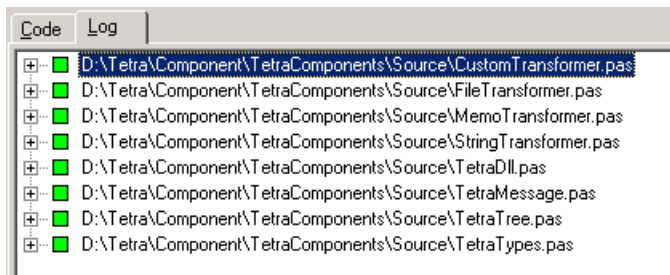 Code Log
D:\Tetra\Component\TetraComponents\Source\CustomTransformer.pas
D:\Tetra\Component\TetraComponents\Source\FileTransformer.pas
D:\Tetra\Component\TetraComponents\Source\MemoTransformer.pas
D:\Tetra\Component\TetraComponents\Source\StringTransformer.pas
D:\Tetra\Component\TetraComponents\Source\TetraDll.pas
D:\Tetra\Component\TetraComponents\Source\TetraMessage.pas
D:\Tetra\Component\TetraComponents\Source\TetraTree.pas
D:\Tetra\Component\TetraComponents\Source\TetraTypes.pas